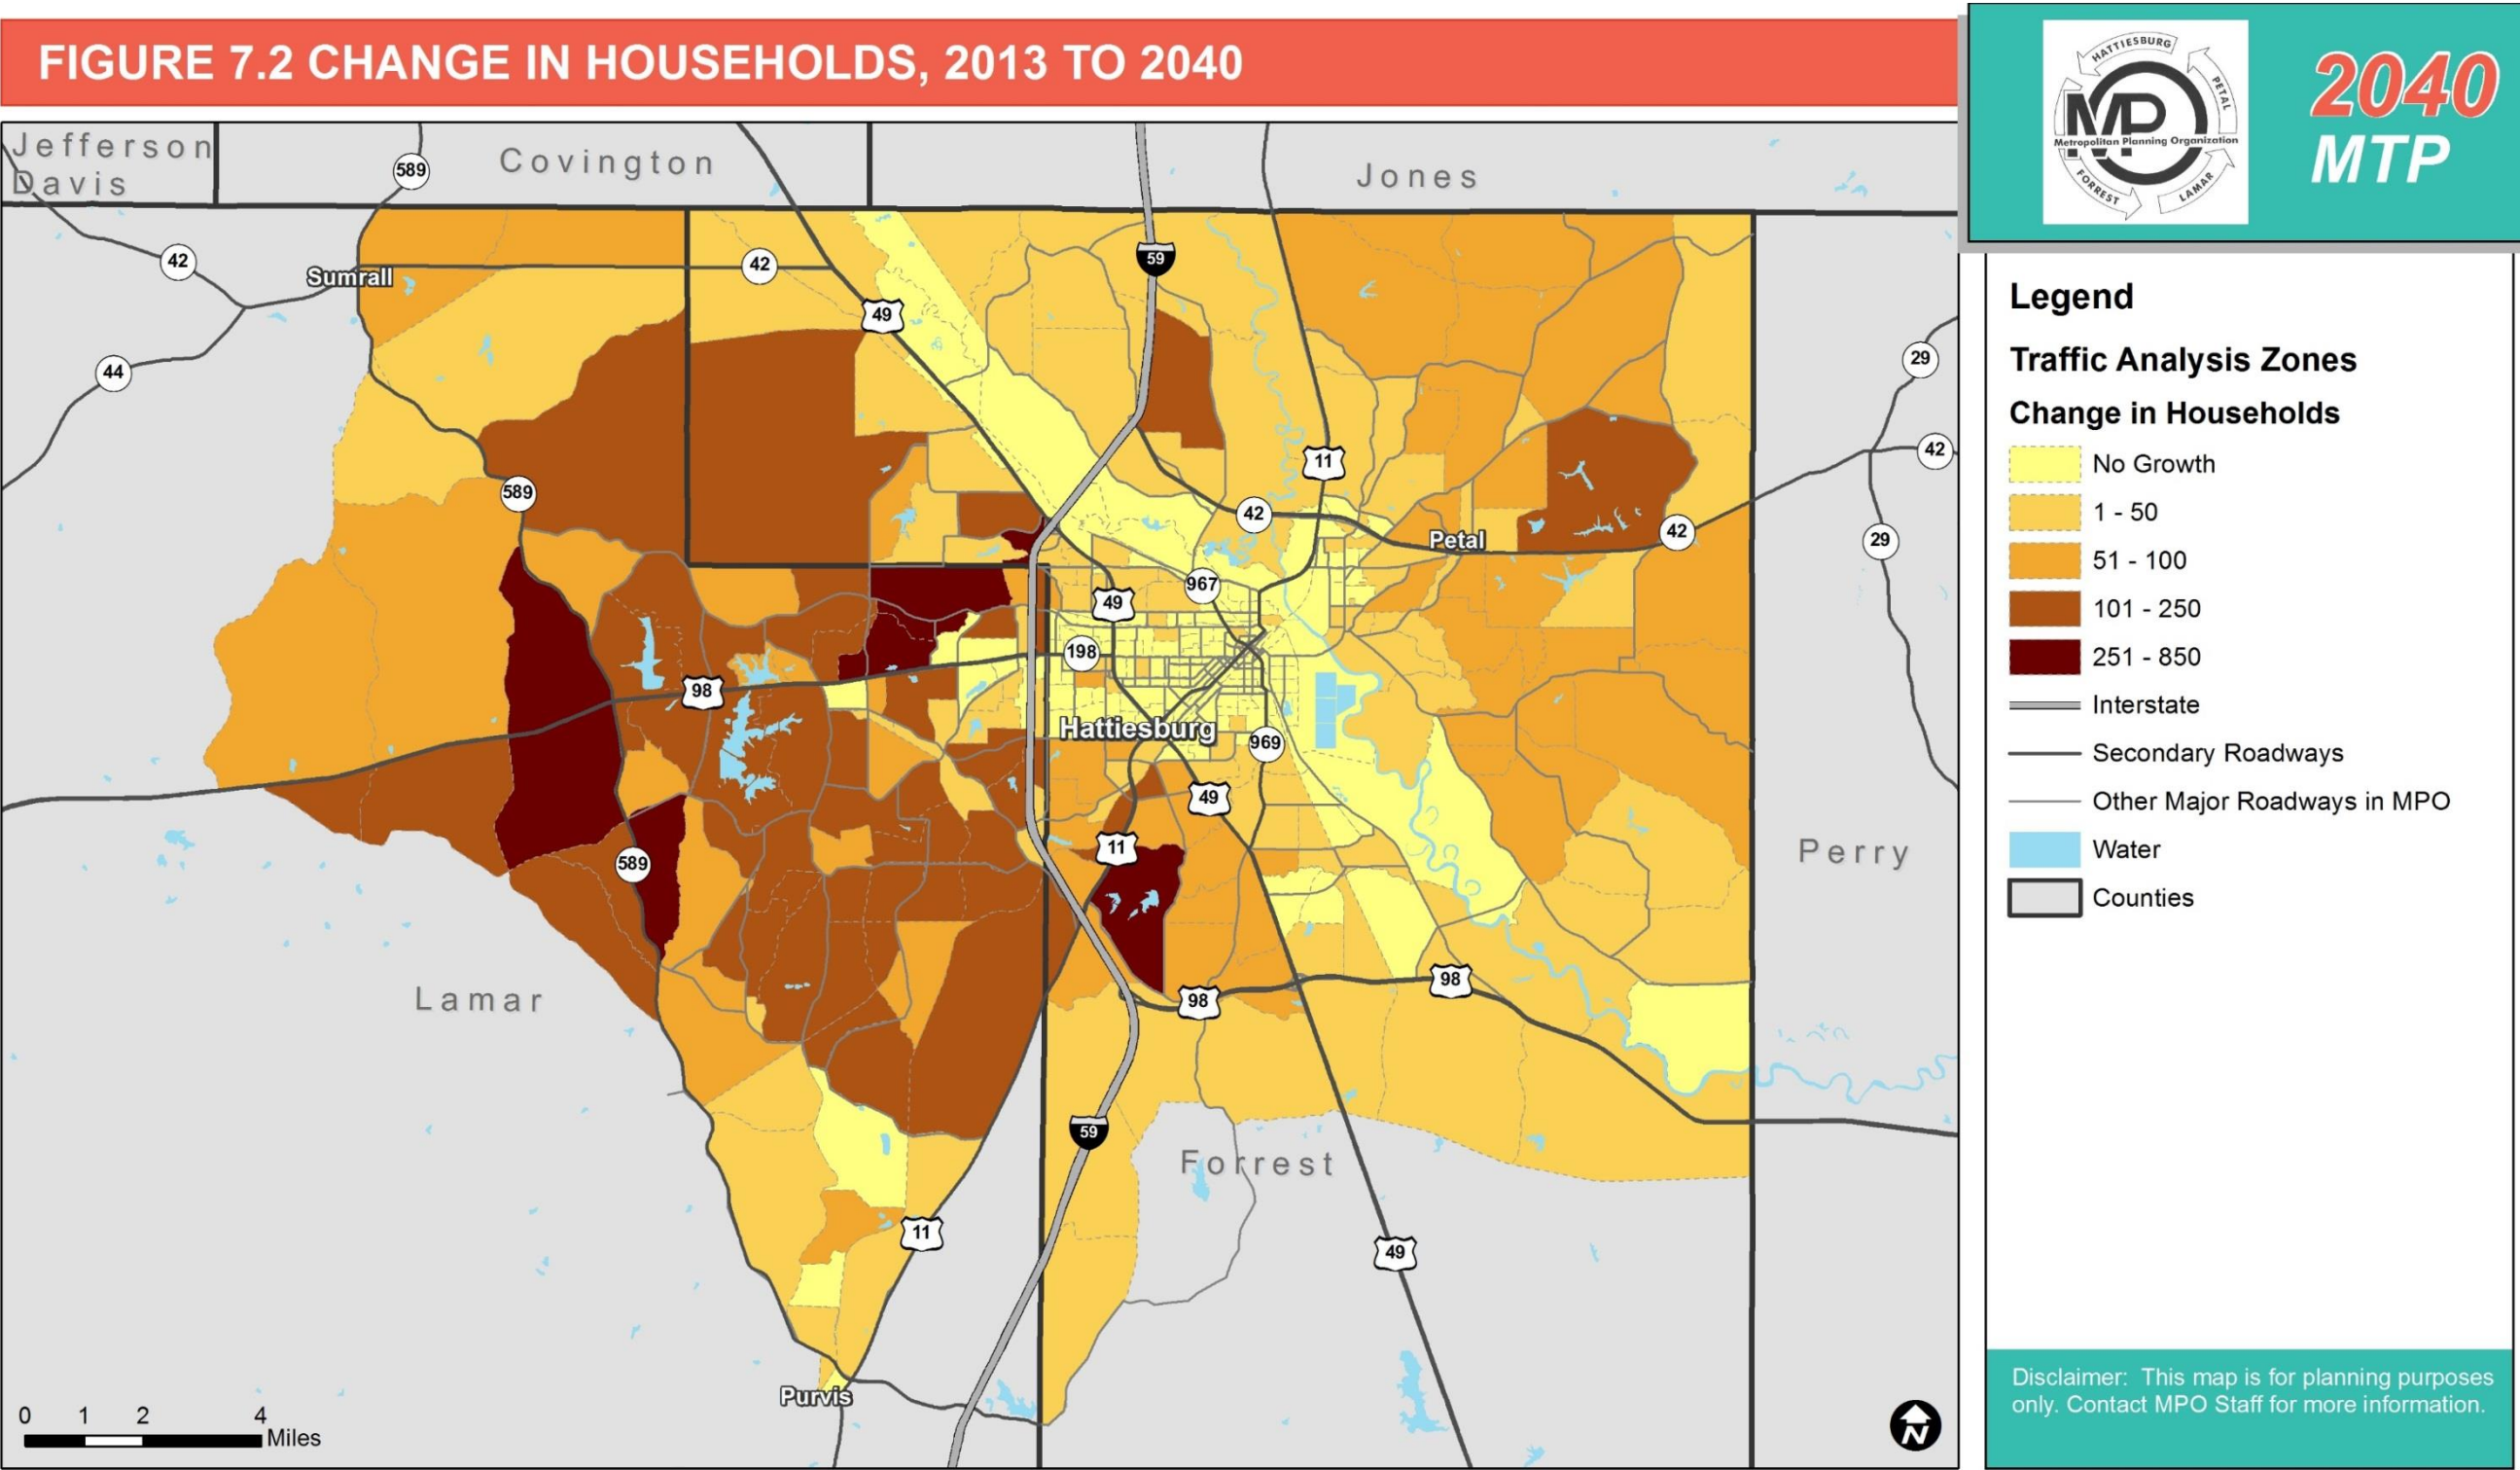 FIGURE 7.2 CHANGE IN HOUSEHOLDS, 2013 TO 2040
HATTIESBURG
PETAL
MP
Metropolitan Planning Organization
FORREST
LAMAR
2040
MTP
Jefferson
Davis
589
Covington
Jones
42
Sumrall
42
59
49
44
29
42
11
589
42
42
Petal
29
967
49
198
98
Hattiesburg
969
49
11
589
Perry
98
98
Lamar
59
Forrest
11
49
Purvis
0 1 2 4
Miles
N
Legend
Traffic Analysis Zones
Change in Households
No Growth
1 - 50
51 - 100
101 - 250
251 - 850
Interstate
Secondary Roadways
Other Major Roadways in MPO
Water
Counties
Disclaimer: This map is for planning purposes
only. Contact MPO Staff for more information.